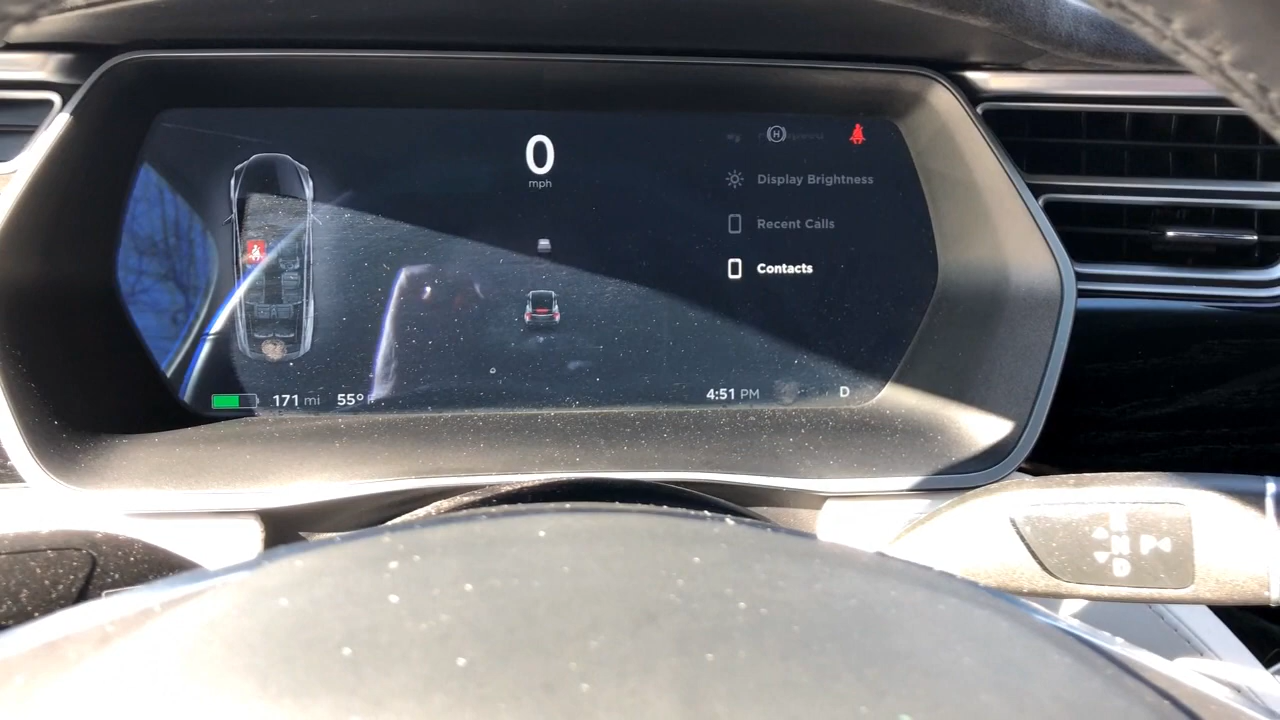 0
mph
H
Display Brightness
Recent Calls
Contacts
171 mi 55° F
4:51 PM
D
N
D